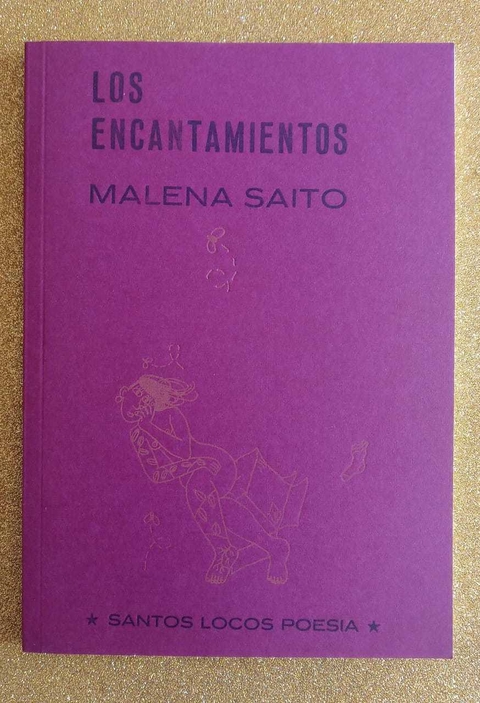 LOS
ENCANTAMIENTOS
MALENA SAITO
★ SANTOS LOCOS POESIA ★